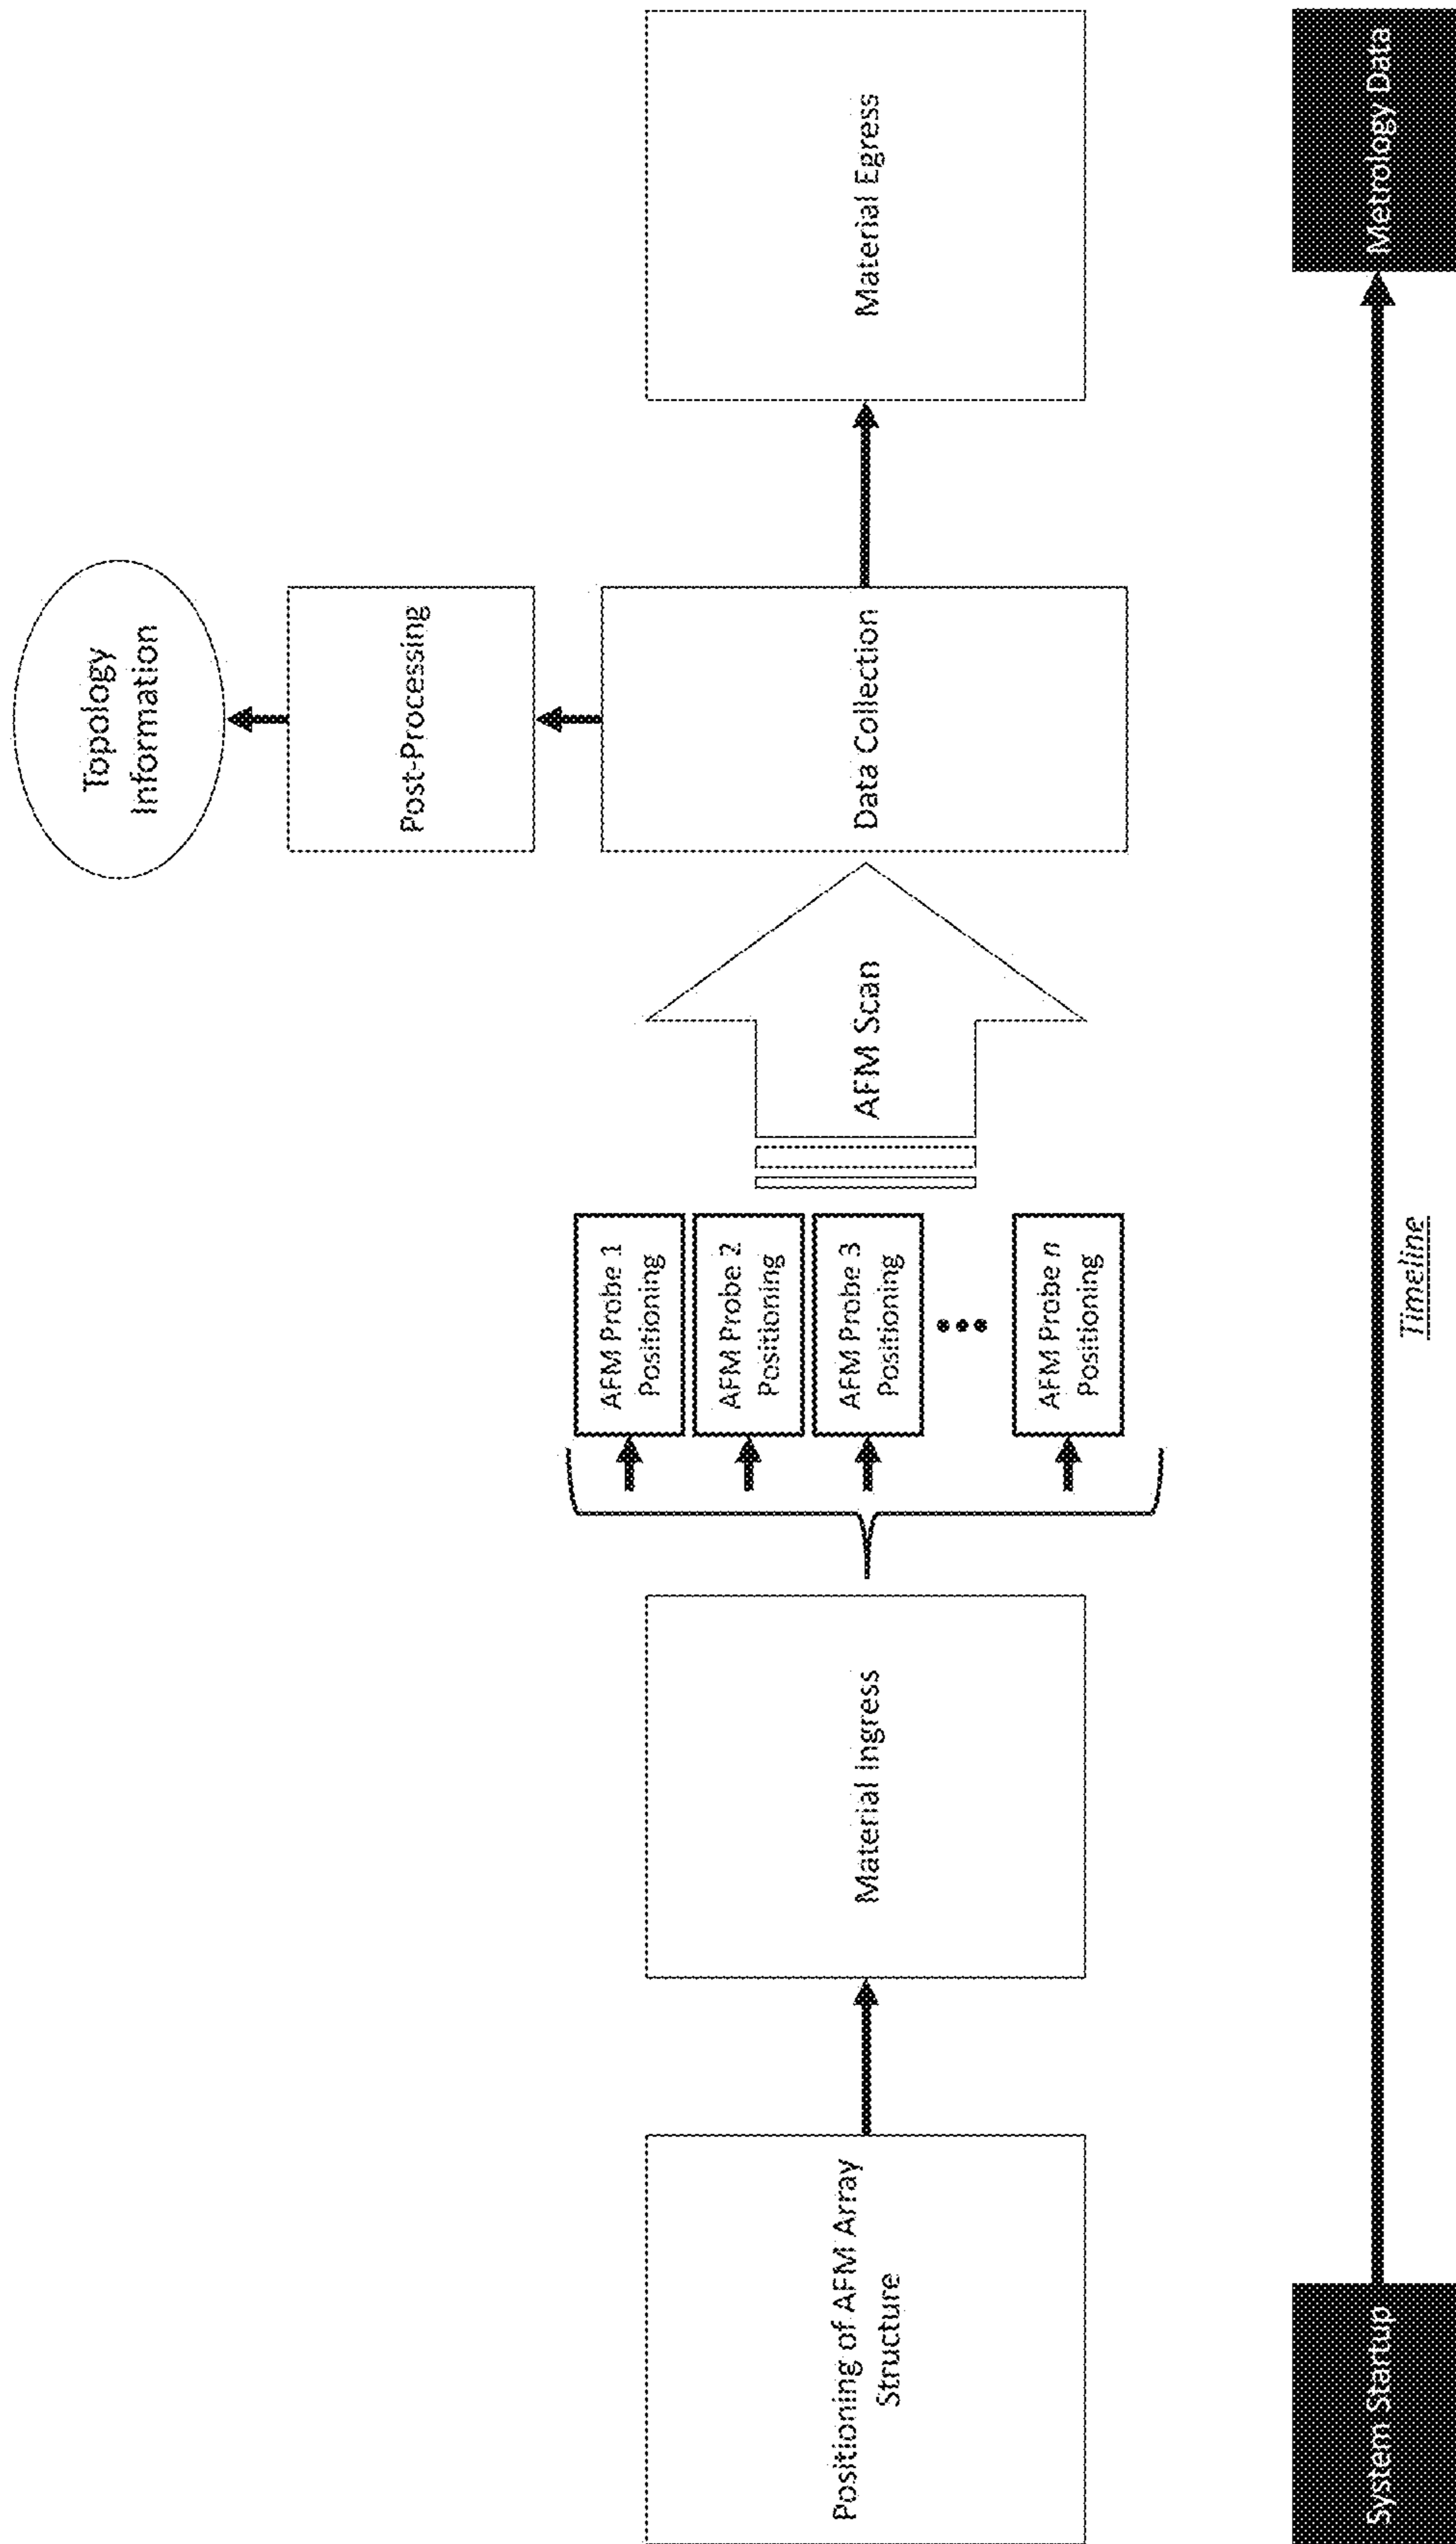 Topology
Information
Post-Processing
Positioning of AFM Array
Structure
Material Ingress
AFM Probe 1
Positioning
AFM Probe 2
Positioning
AFM Probe 3
Positioning
AFM Probe n
Positioning
AFM Scan
Data Collection
Material Egress
System Startup
Metrology Data
Timeline